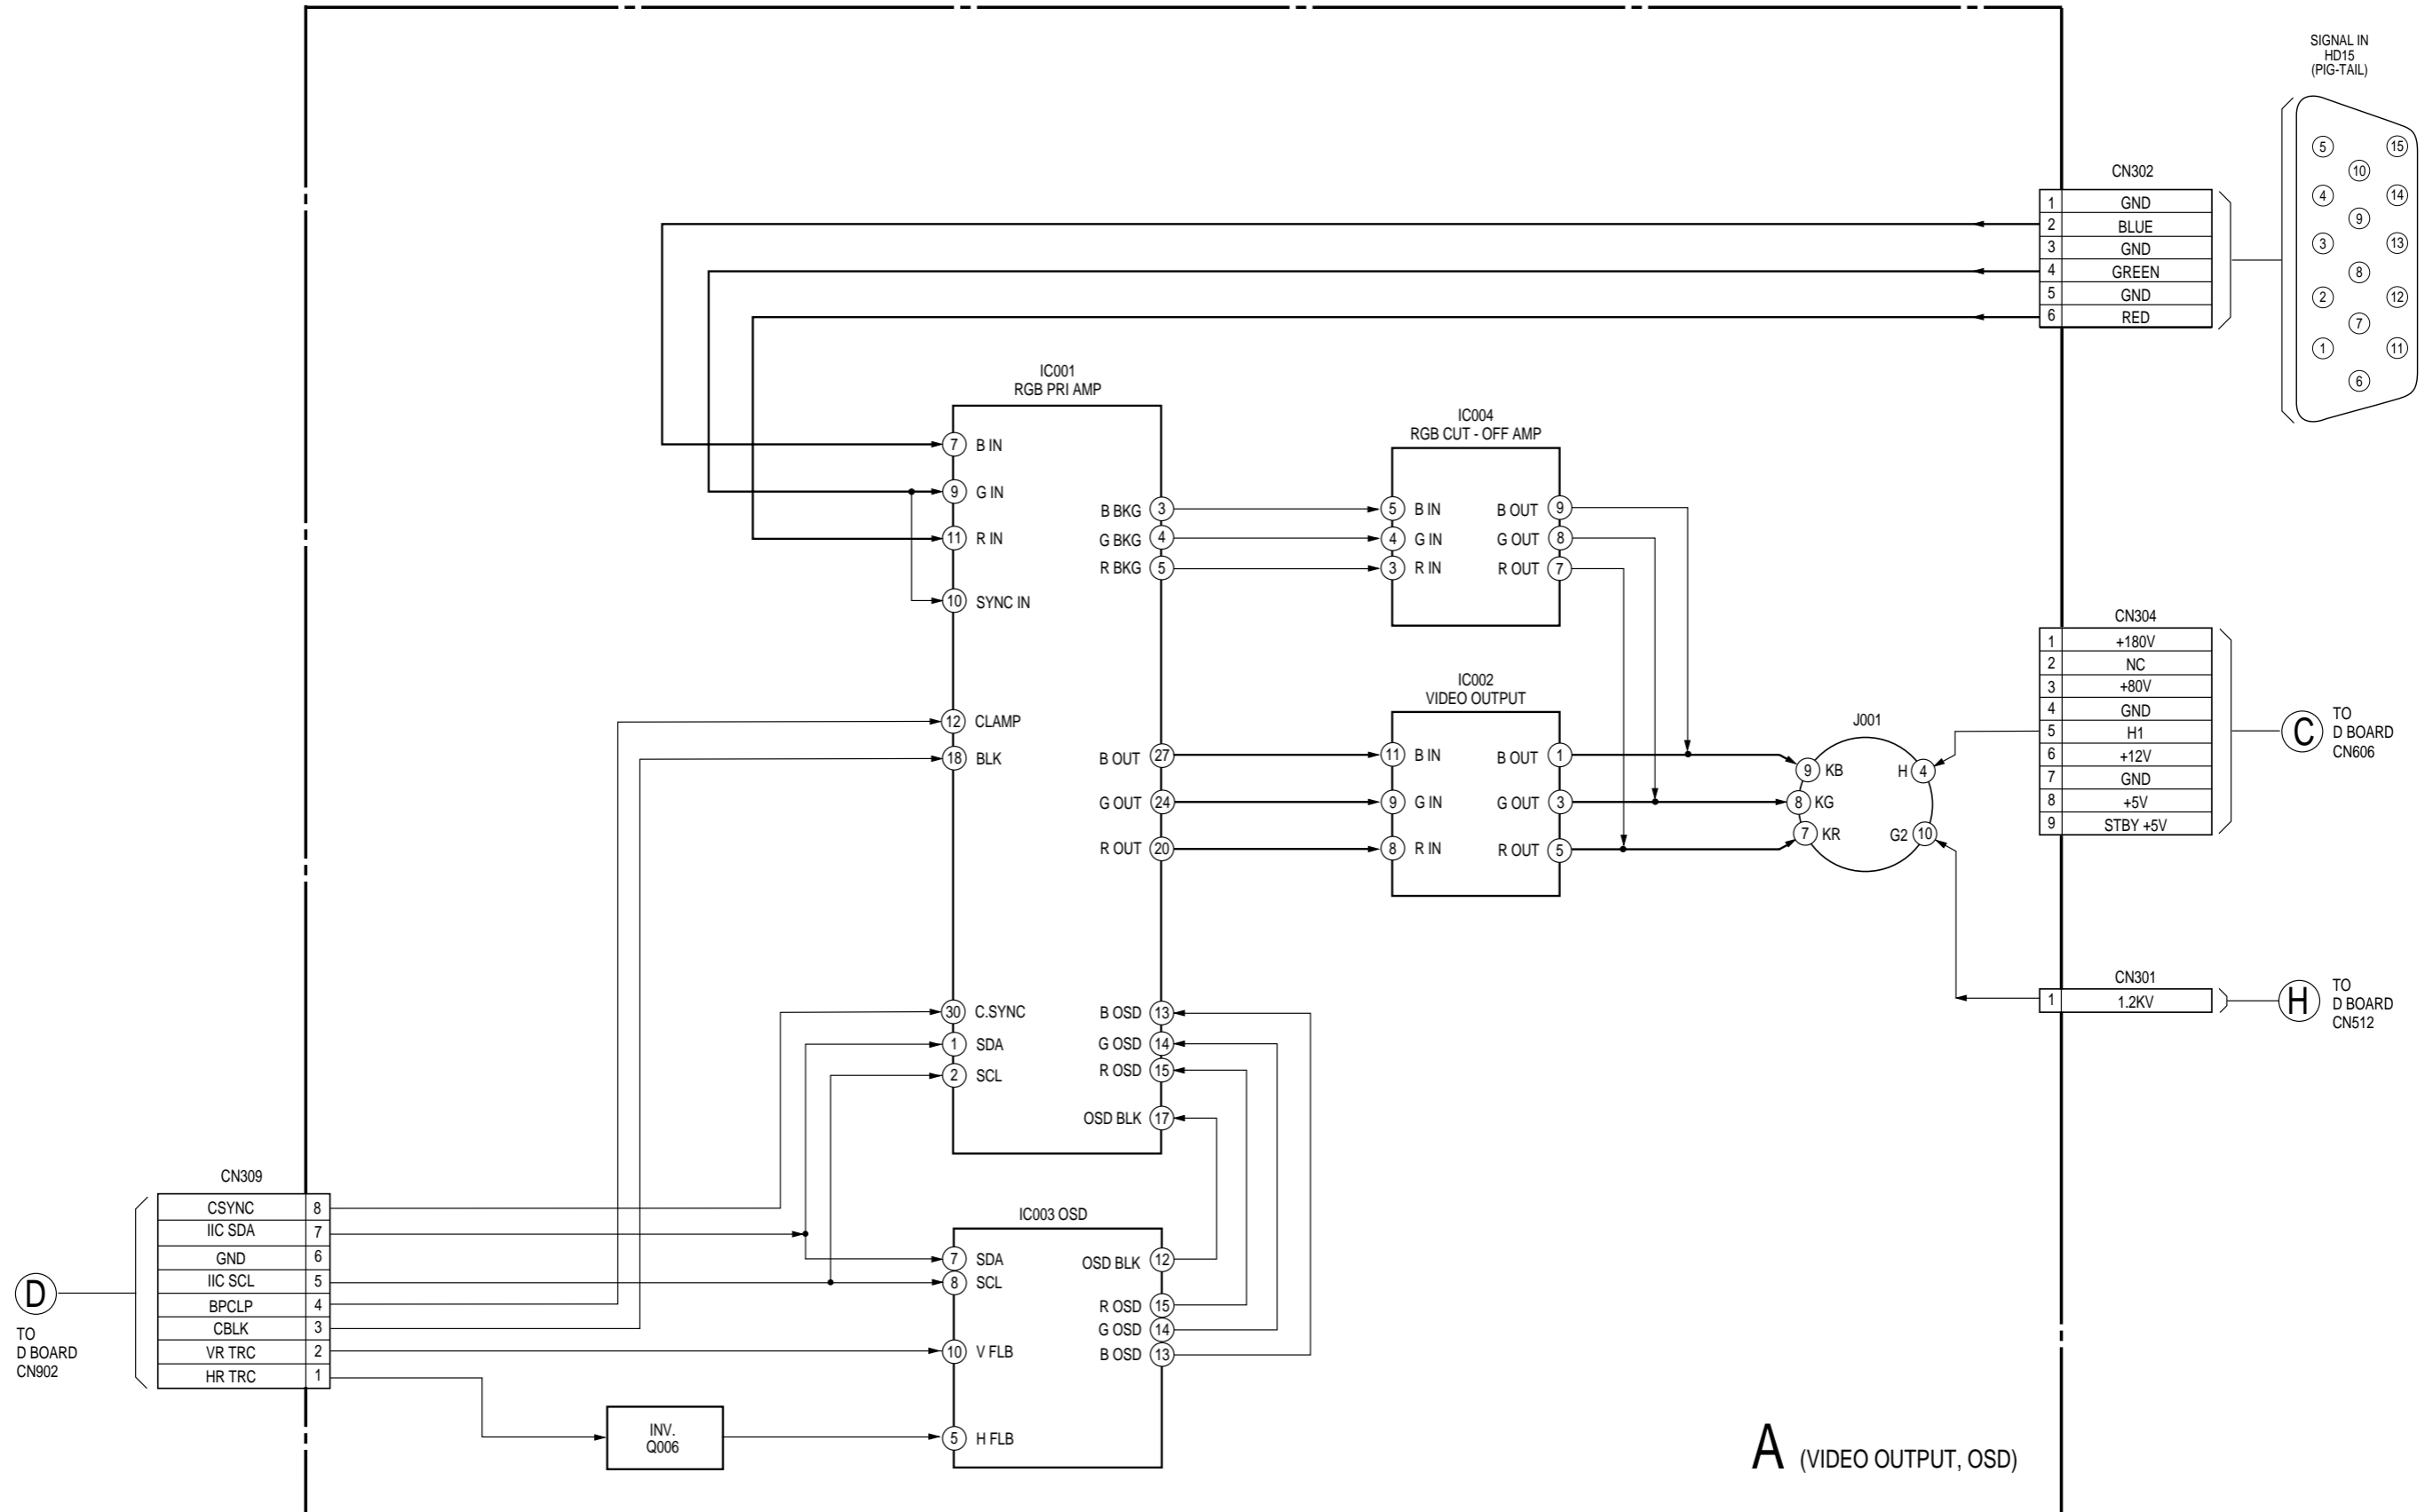 SIGNAL IN
HD15
(PIG-TAIL)
5 15
10
4 14
9
3 13
8
2 12
7
1 11
6
CN302
1 GND
2 BLUE
3 GND
4 GREEN
5 GND
6 RED
IC001
RGB PRI AMP
7 B IN
9 G IN
11 R IN
10 SYNC IN
12 CLAMP
18 BLK
30 C.SYNC
1 SDA
2 SCL
B BKG 3
G BKG 4
R BKG 5
B OUT 27
G OUT 24
R OUT 20
B OSD 13
G OSD 14
R OSD 15
OSD BLK 17
IC004
RGB CUT - OFF AMP
5 B IN B OUT 9
4 G IN G OUT 8
3 R IN R OUT 7
IC002
VIDEO OUTPUT
11 B IN B OUT 1
9 G IN G OUT 3
8 R IN R OUT 5
J001
9 KB H 4
8 KG
7 KR G2 10
CN304
1 +180V
2 NC
3 +80V
4 GND
5 H1
6 +12V
7 GND
8 +5V
9 STBY +5V
C
TO
D BOARD
CN606
CN301
1 1.2KV
H
TO
D BOARD
CN512
CN309
CSYNC 8
IIC SDA 7
GND 6
IIC SCL 5
BPCLP 4
CBLK 3
VR TRC 2
HR TRC 1
D
TO
D BOARD
CN902
INV.
Q006
IC003 OSD
7 SDA
8 SCL
10 V FLB
5 H FLB
OSD BLK 12
R OSD 15
G OSD 14
B OSD 13
A (VIDEO OUTPUT, OSD)